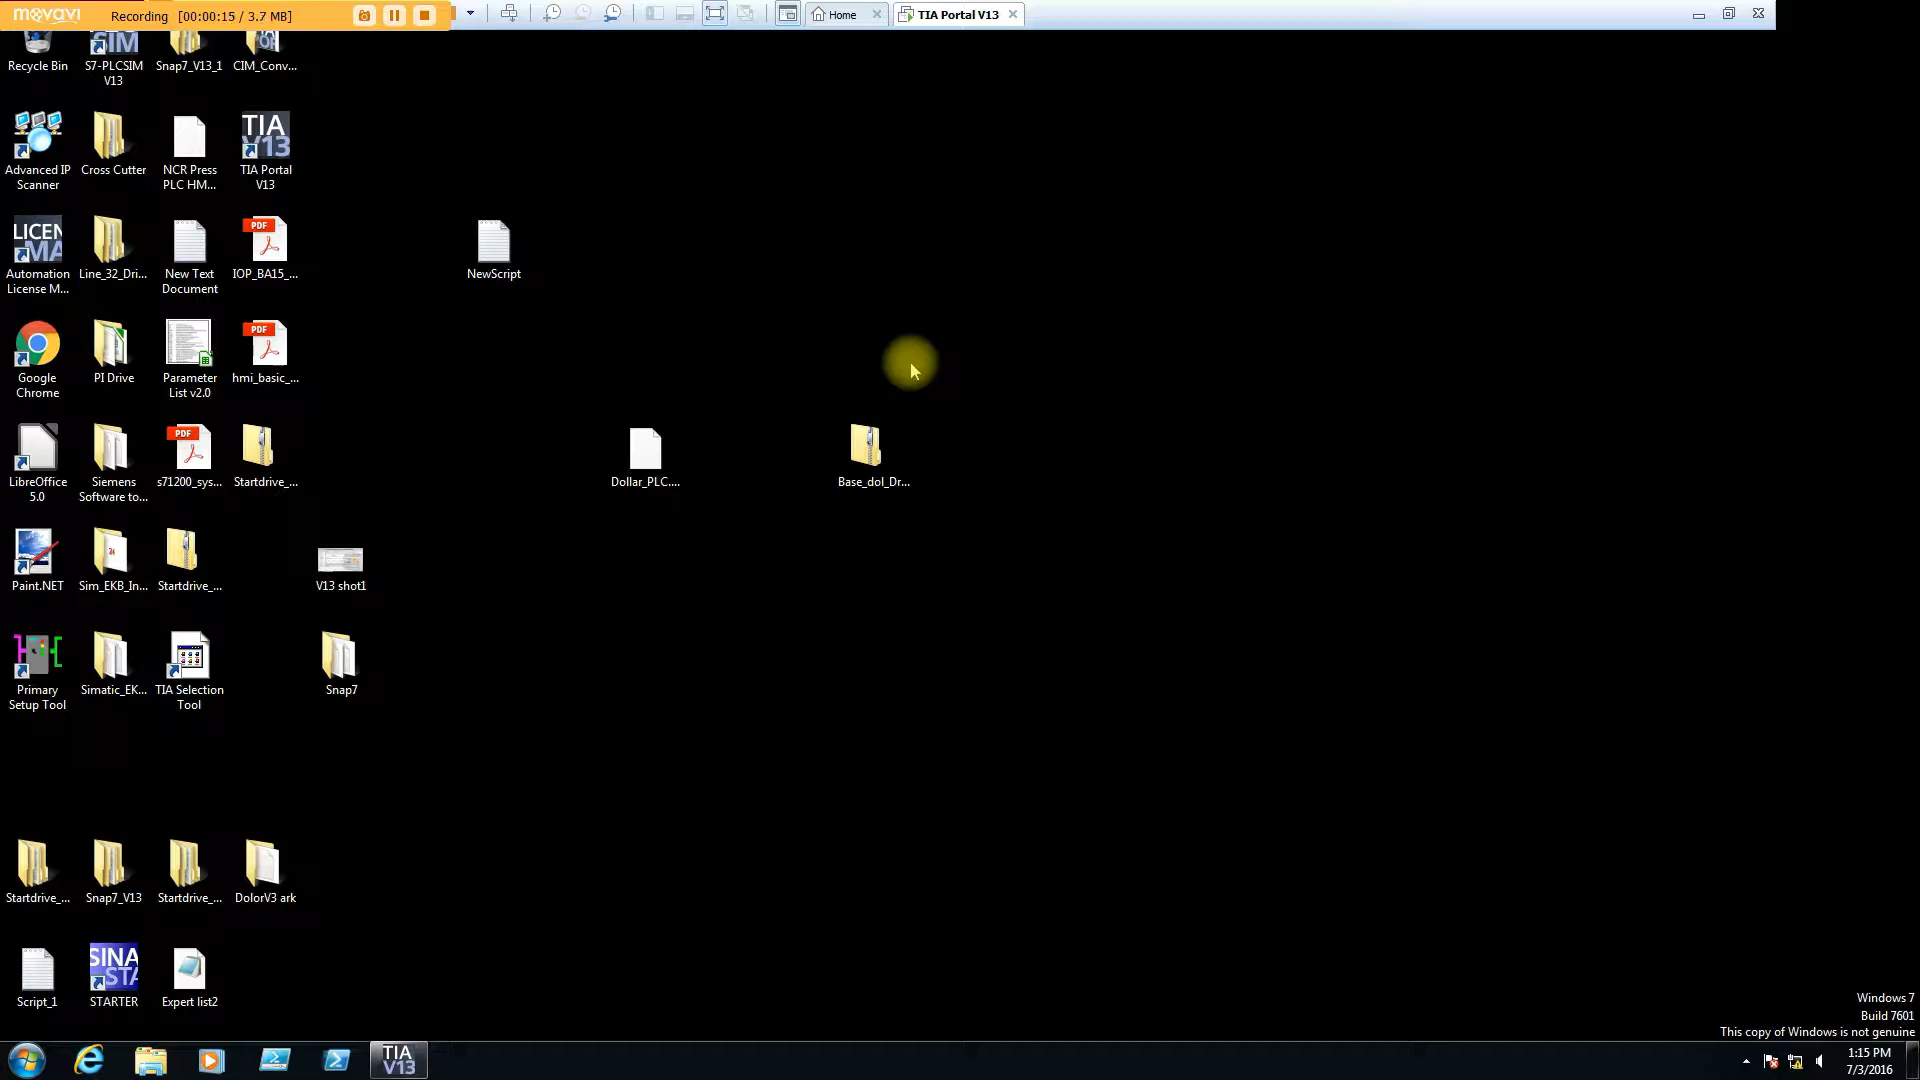 movavi Recording [00:00:15 / 3.7 MB]
Home
TIA Portal V13
Recycle Bin
SIM
S7-PLCSIM
V13
Snap7_V13_1
CIM_Conv...
Advanced IP
Scanner
Cross Cutter
NCR Press
PLC HM...
TIA
V13
TIA Portal
V13
LICEN
MA
Automation
License M...
Line_32_Dri...
New Text
Document
PDF
IOP_BA15_...
NewScript
Google
Chrome
PI Drive
Parameter
List v2.0
PDF
hmi_basic_...
LibreOffice
5.0
Siemens
Software to...
PDF
s71200_sys...
Startdrive_...
Dollar_PLC....
Base_dol_Dr...
Paint.NET
Sim_EKB_In...
Startdrive_...
V13 shot1
Primary
Setup Tool
Simatic_EK...
TIA Selection
Tool
Snap7
Startdrive_...
Snap7_V13
Startdrive_...
DolorV3 ark
Script_1
SINA
STA
STARTER
Expert list2
Windows 7
Build 7601
This copy of Windows is not genuine
TIA
V13
1:15 PM
7/3/2016